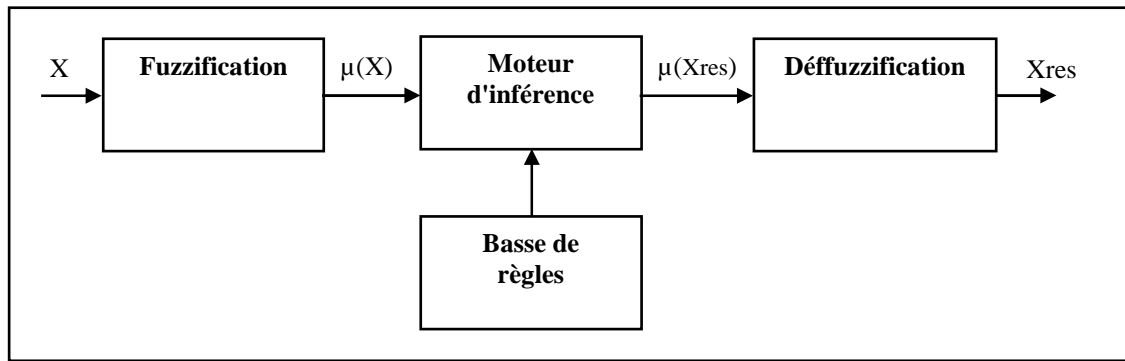 X
Fuzzification
µ(X)
Moteur
d'inférence
µ(Xres)
Déffuzzification
Xres
Basse de
règles